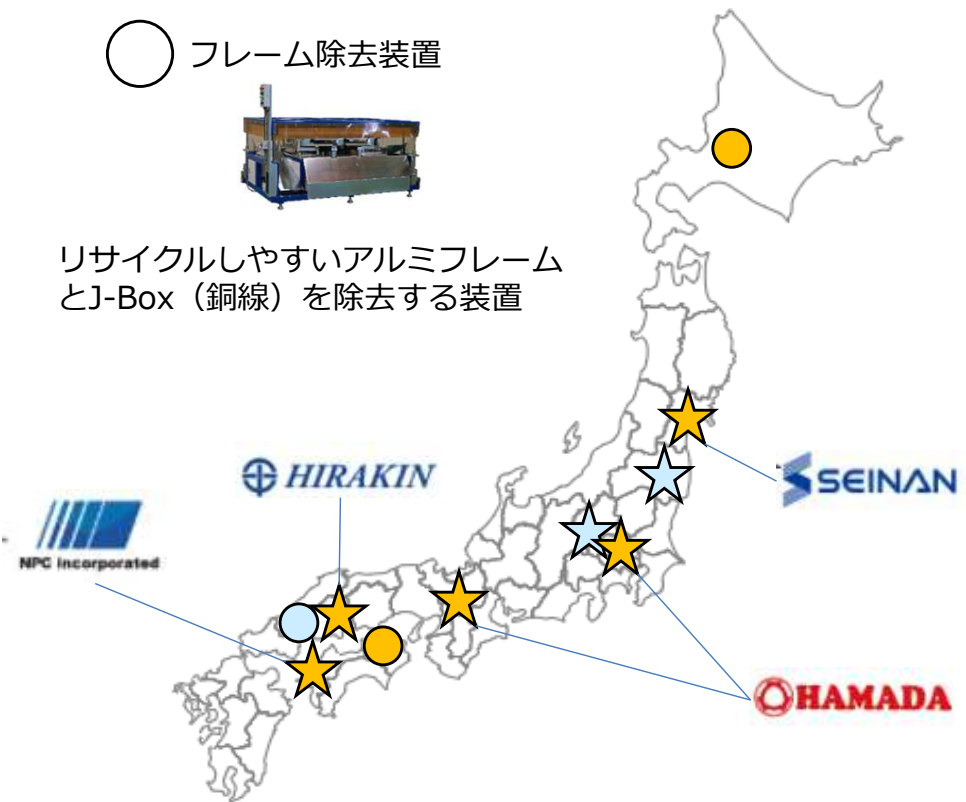 フレーム除去装置
リサイクルしやすいアルミフレーム
とJ-Box（銅線）を除去する装置
HIRAKIN
SEINAN
NPC incorporated
HAMADA